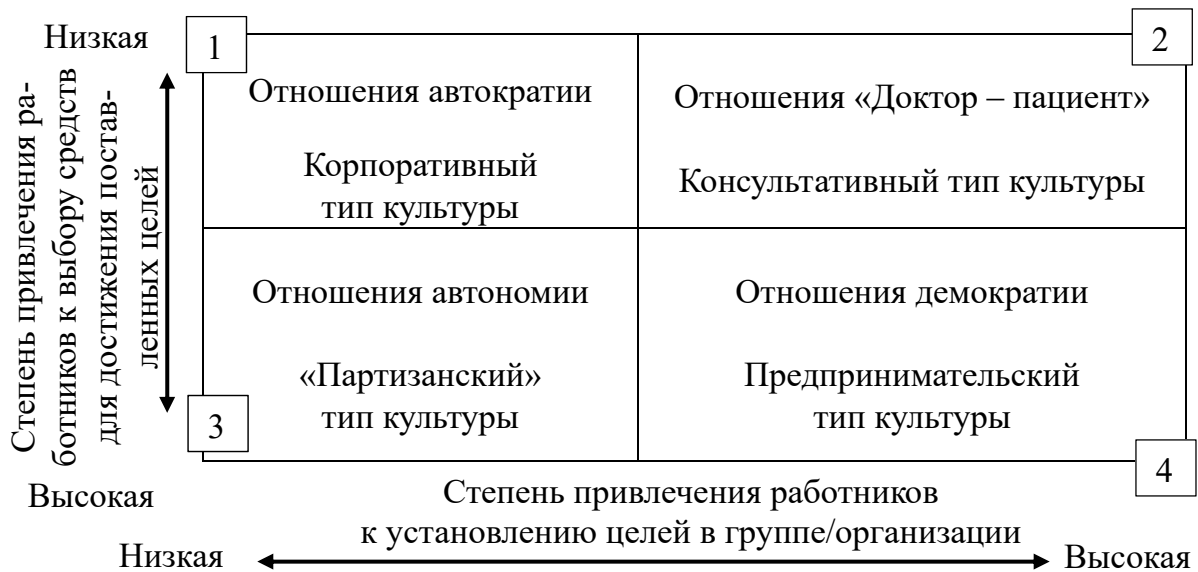 Низкая
1
2
Степень привлечения ра-
ботников к выбору средств
для достижения постав-
ленных целей
Отношения автократии
Корпоративный
тип культуры
Отношения «Доктор – пациент»
Консультативный тип культуры
Отношения автономии
«Партизанский»
тип культуры
Отношения демократии
Предпринимательский
тип культуры
3
4
Высокая
Степень привлечения работников
к установлению целей в группе/организации
Низкая
Высокая